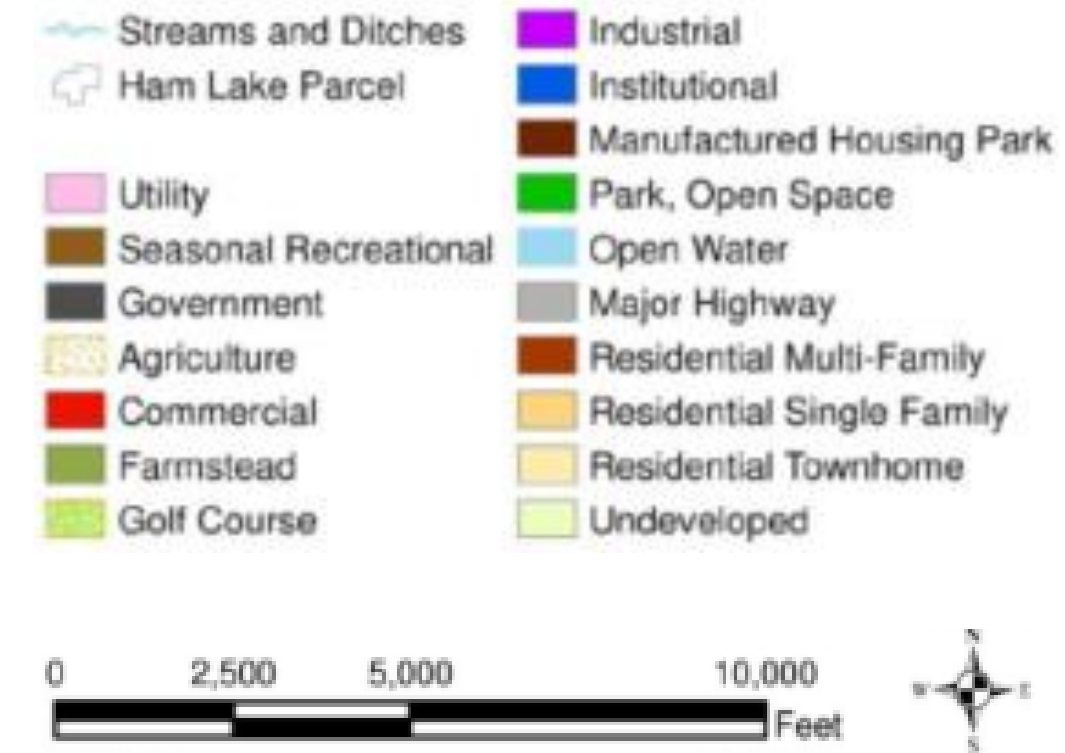 Streams and Ditches
Ham Lake Parcel
Utility
Seasonal Recreational
Government
Agriculture
Commercial
Farmstead
Golf Course
Industrial
Institutional
Manufactured Housing Park
Park, Open Space
Open Water
Major Highway
Residential Multi-Family
Residential Single Family
Residential Townhome
Undeveloped
0 2,500 5,000 10,000
Feet
N
W E
S